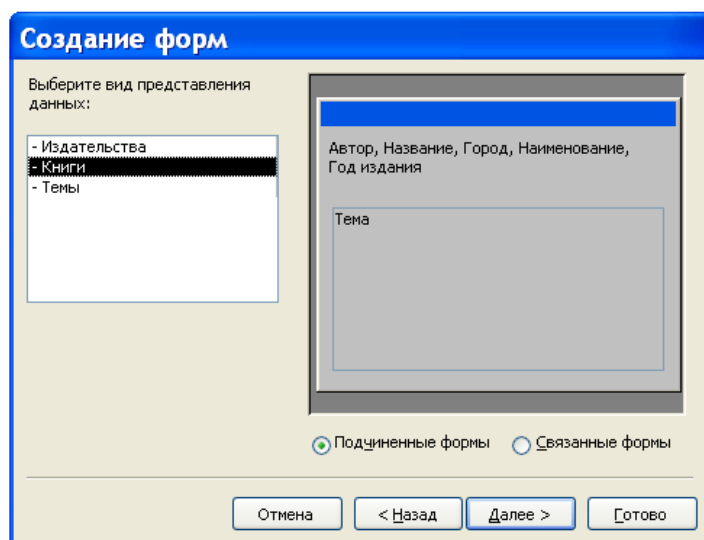 Создание форм
Выберите вид представления
данных:
- Издательства
- Книги
- Темы
Автор, Название, Город, Наименование,
Год издания
Тема
Подчиненные формы
Связанные формы
Отмена
< Назад
Далее >
Готово